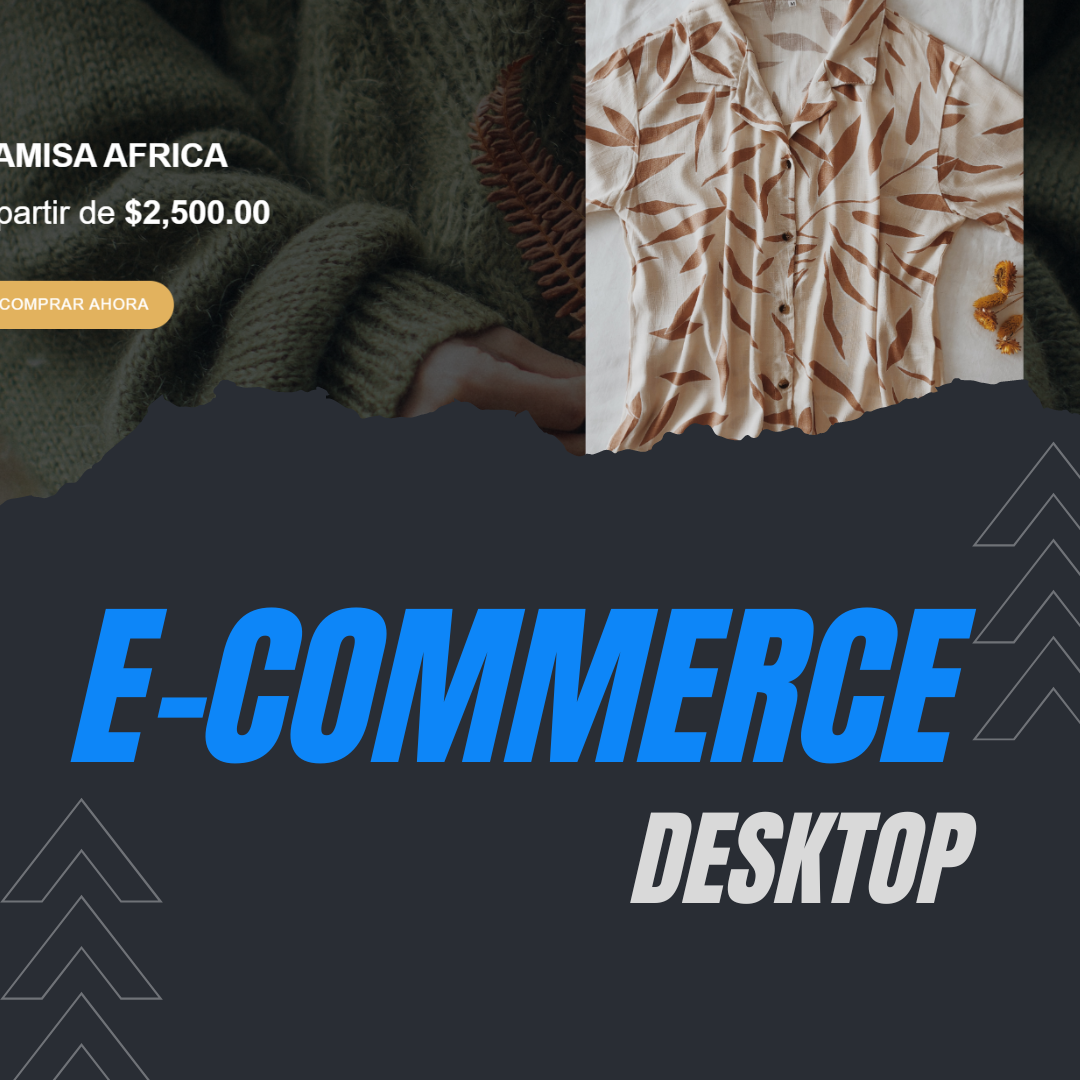 AMISA AFRICA
partir de $2,500.00
COMPRAR AHORA
E-COMMERCE
DESKTOP